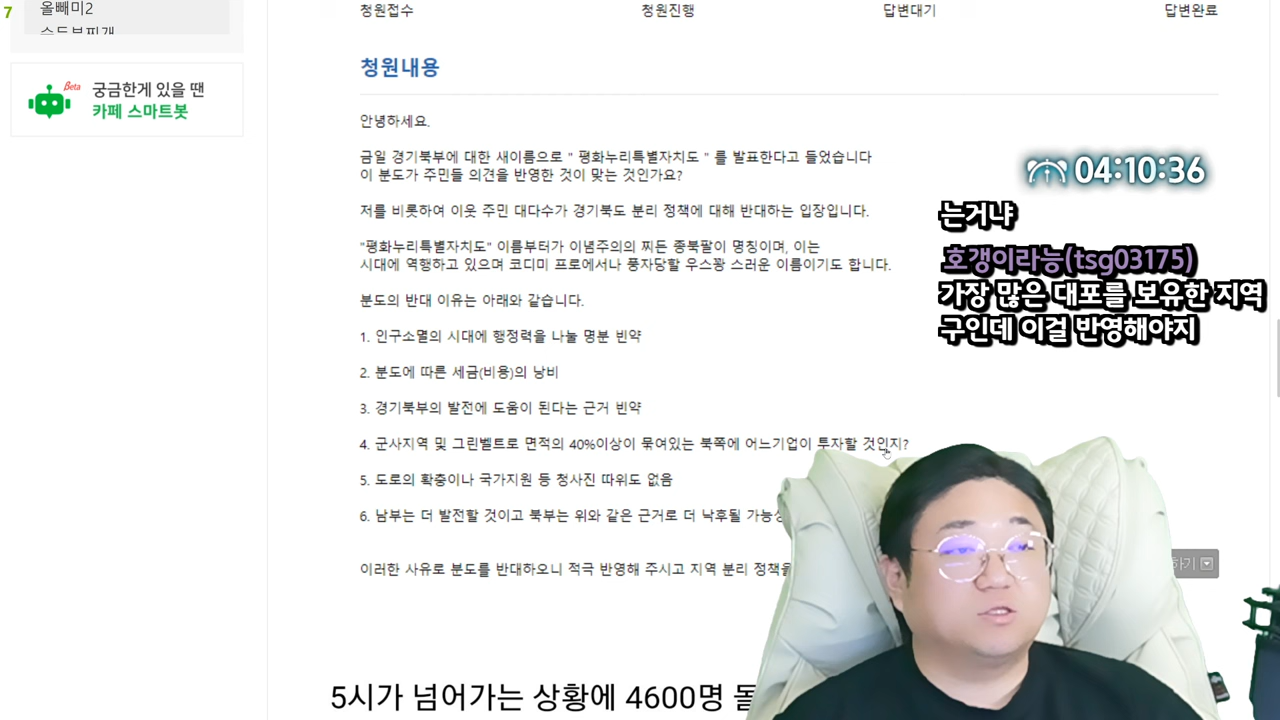 7
올빼미2
청원접수
청원진행
답변대기
답변완료
Beta
궁금한게 있을 땐
카페 스마트봇
청원내용
안녕하세요.
금일 경기북부에 대한 새이름으로 " 평화누리특별자치도 " 를 발표한다고 들었습니다
이 분도가 주민들 의견을 반영한 것이 맞는 것인가요?
저를 비롯하여 이웃 주민 대다수가 경기북도 분리 정책에 대해 반대하는 입장입니다.
"평화누리특별자치도" 이름부터가 이념주의의 찌든 종북팔이 명칭이며, 이는
시대에 역행하고 있으며 코디미 프로에서나 풍자당할 우스꽝 스러운 이름이기도 합니다.
분도의 반대 이유는 아래와 같습니다.
1. 인구소멸의 시대에 행정력을 나눌 명분 빈약
2. 분도에 따른 세금(비용)의 낭비
3. 경기북부의 발전에 도움이 된다는 근거 빈약
4. 군사지역 및 그린벨트로 면적의 40%이상이 묶여있는 북쪽에 어느기업이 투자할 것인지?
5. 도로의 확충이나 국가지원 등 청사진 따위도 없음
6. 남부는 더 발전할 것이고 북부는 위와 같은 근거로 더 낙후될
이러한 사유로 분도를 반대하오니 적극 반영해 주시고 지역 분리 정책을
하기
5시가 넘어가는 상황에 4600명
04:10:36
는거냐
호갱이라능(tsg03175)
가장 많은 대포를 보유한 지역
구인데 이걸 반영해야지